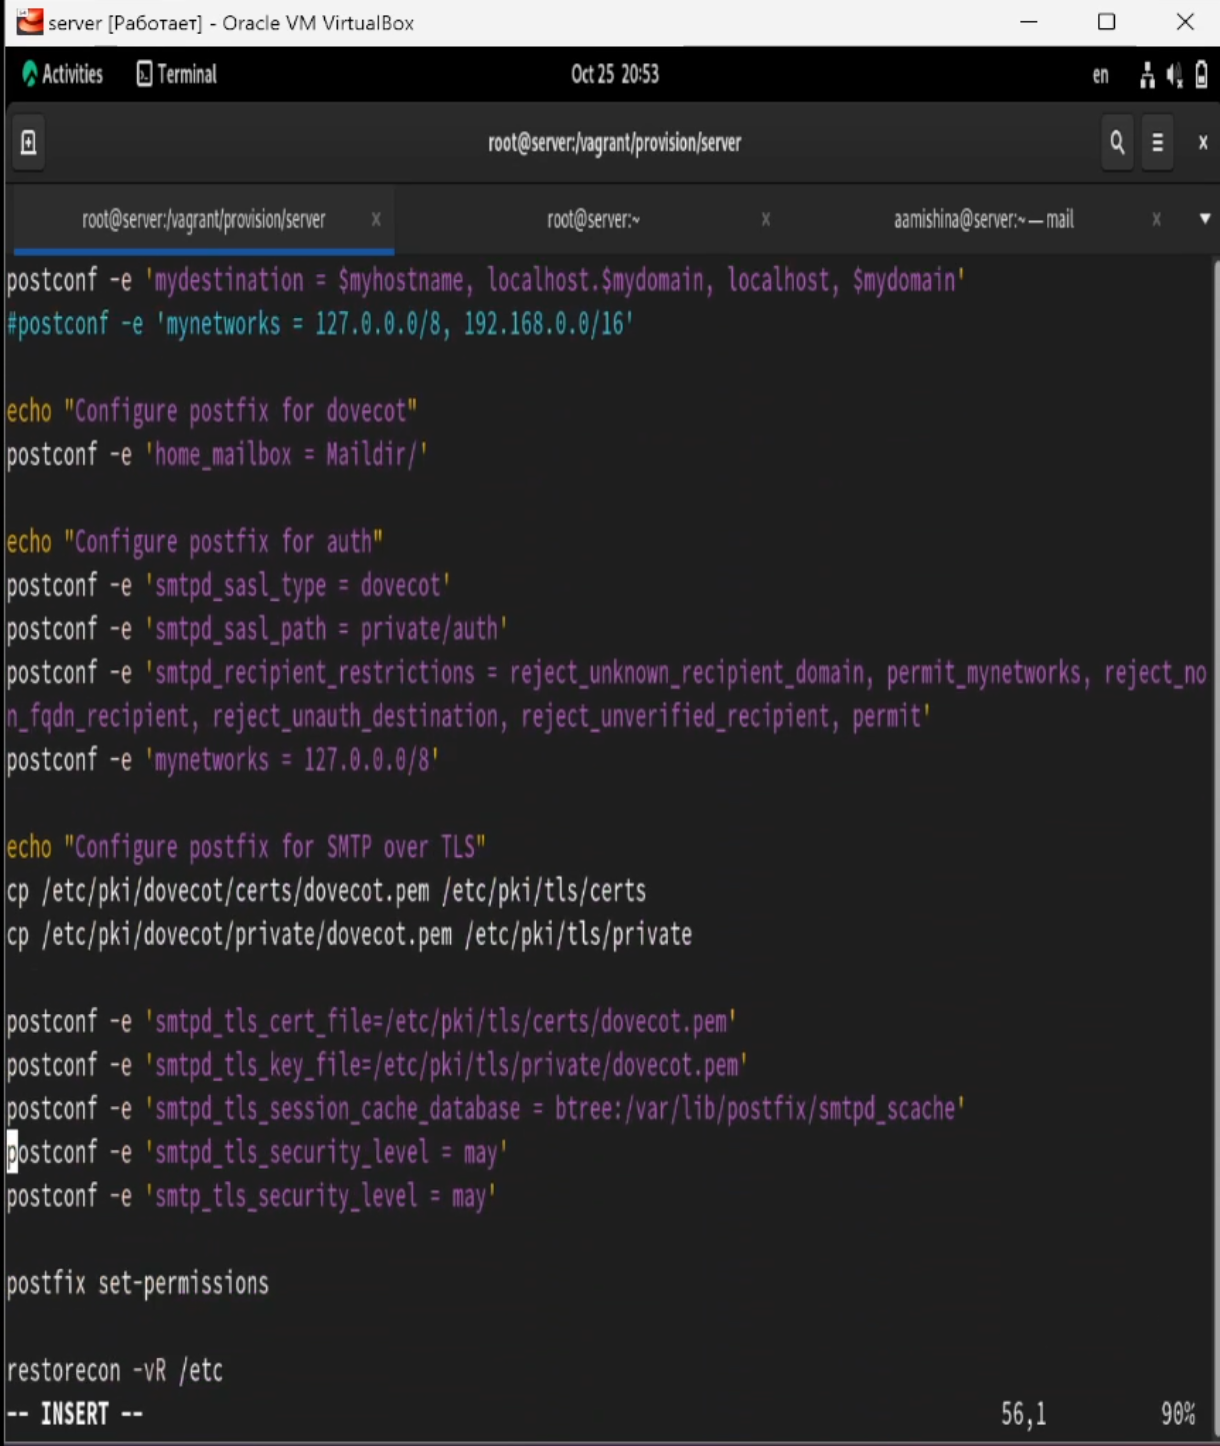 server [Работает] - Oracle VM VirtualBox
Activities Terminal Oct 25 20:53 en
root@server:/vagrant/provision/server
root@server:/vagrant/provision/server x root@server:~ x aamishina@server:~ — mail x
postconf -e 'mydestination = $myhostname, localhost.$mydomain, localhost, $mydomain'
#postconf -e 'mynetworks = 127.0.0.0/8, 192.168.0.0/16'
echo "Configure postfix for dovecot"
postconf -e 'home_mailbox = Maildir/'
echo "Configure postfix for auth"
postconf -e 'smtpd_sasl_type = dovecot'
postconf -e 'smtpd_sasl_path = private/auth'
postconf -e 'smtpd_recipient_restrictions = reject_unknown_recipient_domain, permit_mynetworks, reject_no
n_fqdn_recipient, reject_unauth_destination, reject_unverified_recipient, permit'
postconf -e 'mynetworks = 127.0.0.0/8'
echo "Configure postfix for SMTP over TLS"
cp /etc/pki/dovecot/certs/dovecot.pem /etc/pki/tls/certs
cp /etc/pki/dovecot/private/dovecot.pem /etc/pki/tls/private
postconf -e 'smtpd_tls_cert_file=/etc/pki/tls/certs/dovecot.pem'
postconf -e 'smtpd_tls_key_file=/etc/pki/tls/private/dovecot.pem'
postconf -e 'smtpd_tls_session_cache_database = btree:/var/lib/postfix/smtpd_scache'
postconf -e 'smtpd_tls_security_level = may'
postconf -e 'smtp_tls_security_level = may'
postfix set-permissions
restorecon -vR /etc
-- INSERT -- 56,1 90%